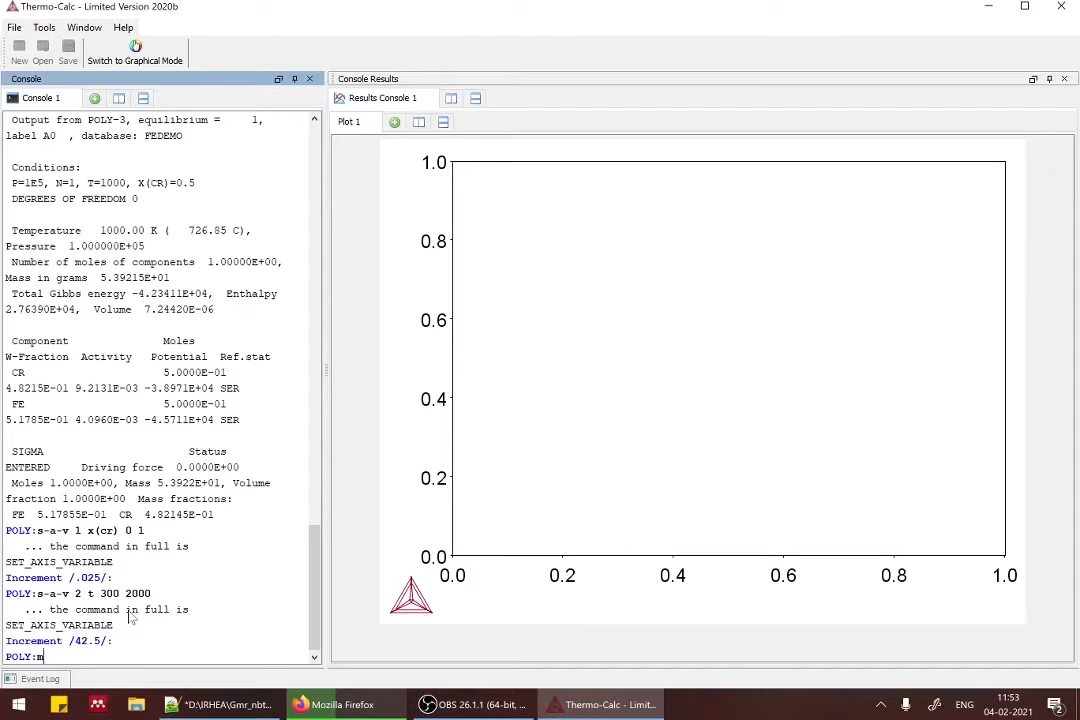 Thermo-Calc - Limited Version 2020b
File Tools Window Help
New Open Save Switch to Graphical Mode
Console
Console 1
Output from POLY-3, equilibrium = 1,
label A0 , database: FEDEMO
Conditions:
P=1E5, N=1, T=1000, X(CR)=0.5
DEGREES OF FREEDOM 0
Temperature 1000.00 K ( 726.85 C),
Pressure 1.000000E+05
Number of moles of components 1.00000E+00,
Mass in grams 5.39215E+01
Total Gibbs energy -4.23411E+04, Enthalpy
2.76390E+04, Volume 7.24420E-06
Component Moles
W-Fraction Activity Potential Ref.stat
CR 5.0000E-01
4.8215E-01 9.2131E-03 -3.8971E+04 SER
FE 5.0000E-01
5.1785E-01 4.0960E-03 -4.5711E+04 SER
SIGMA Status
ENTERED Driving force 0.0000E+00
Moles 1.0000E+00, Mass 5.3922E+01, Volume
fraction 1.0000E+00 Mass fractions:
FE 5.17855E-01 CR 4.82145E-01
POLY:s-a-v 1 x(cr) 0 1
... the command in full is
SET_AXIS_VARIABLE
Increment /.025/:
POLY:s-a-v 2 t 300 2000
... the command in full is
SET_AXIS_VARIABLE
Increment /42.5/:
POLY:m
Event Log
Console Results
Results Console 1
Plot 1
1.0
0.8
0.6
0.4
0.2
0.0
0.0 0.2 0.4 0.6 0.8 1.0
*D:\IRHEA\Gmr_nbt... Mozilla Firefox OBS 26.1.1 (64-bit, ... Thermo-Calc - Limit... ENG 11:53
04-02-2021
2